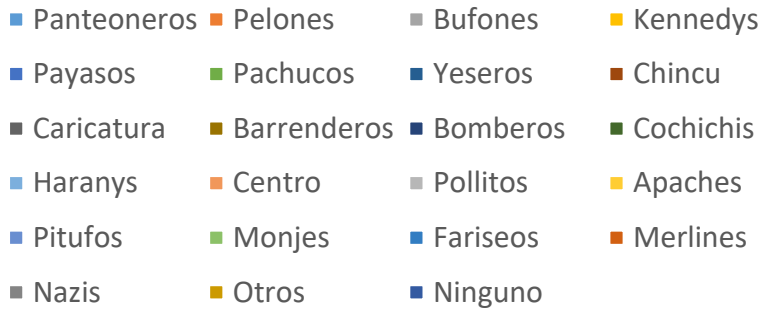 Panteoneros Pelones Bufones Kennedys
Payasos Pachucos Yeseros Chincu
Caricatura Barrenderos Bomberos Cochichis
Haranys Centro Pollitos Apaches
Pitufos Monjes Fariseos Merlines
Nazis Otros Ninguno